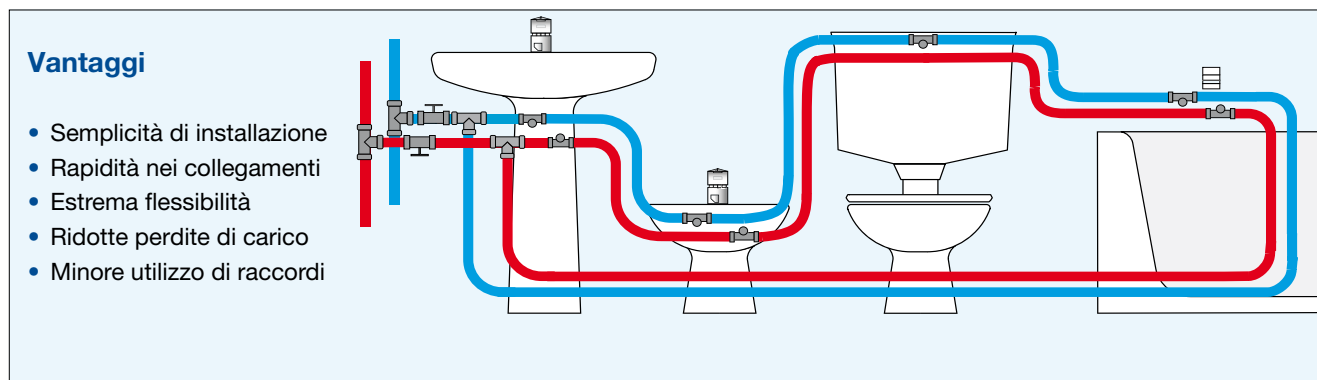 Vantaggi
• Semplicità di installazione
• Rapidità nei collegamenti
• Estrema flessibilità
• Ridotte perdite di carico
• Minore utilizzo di raccordi